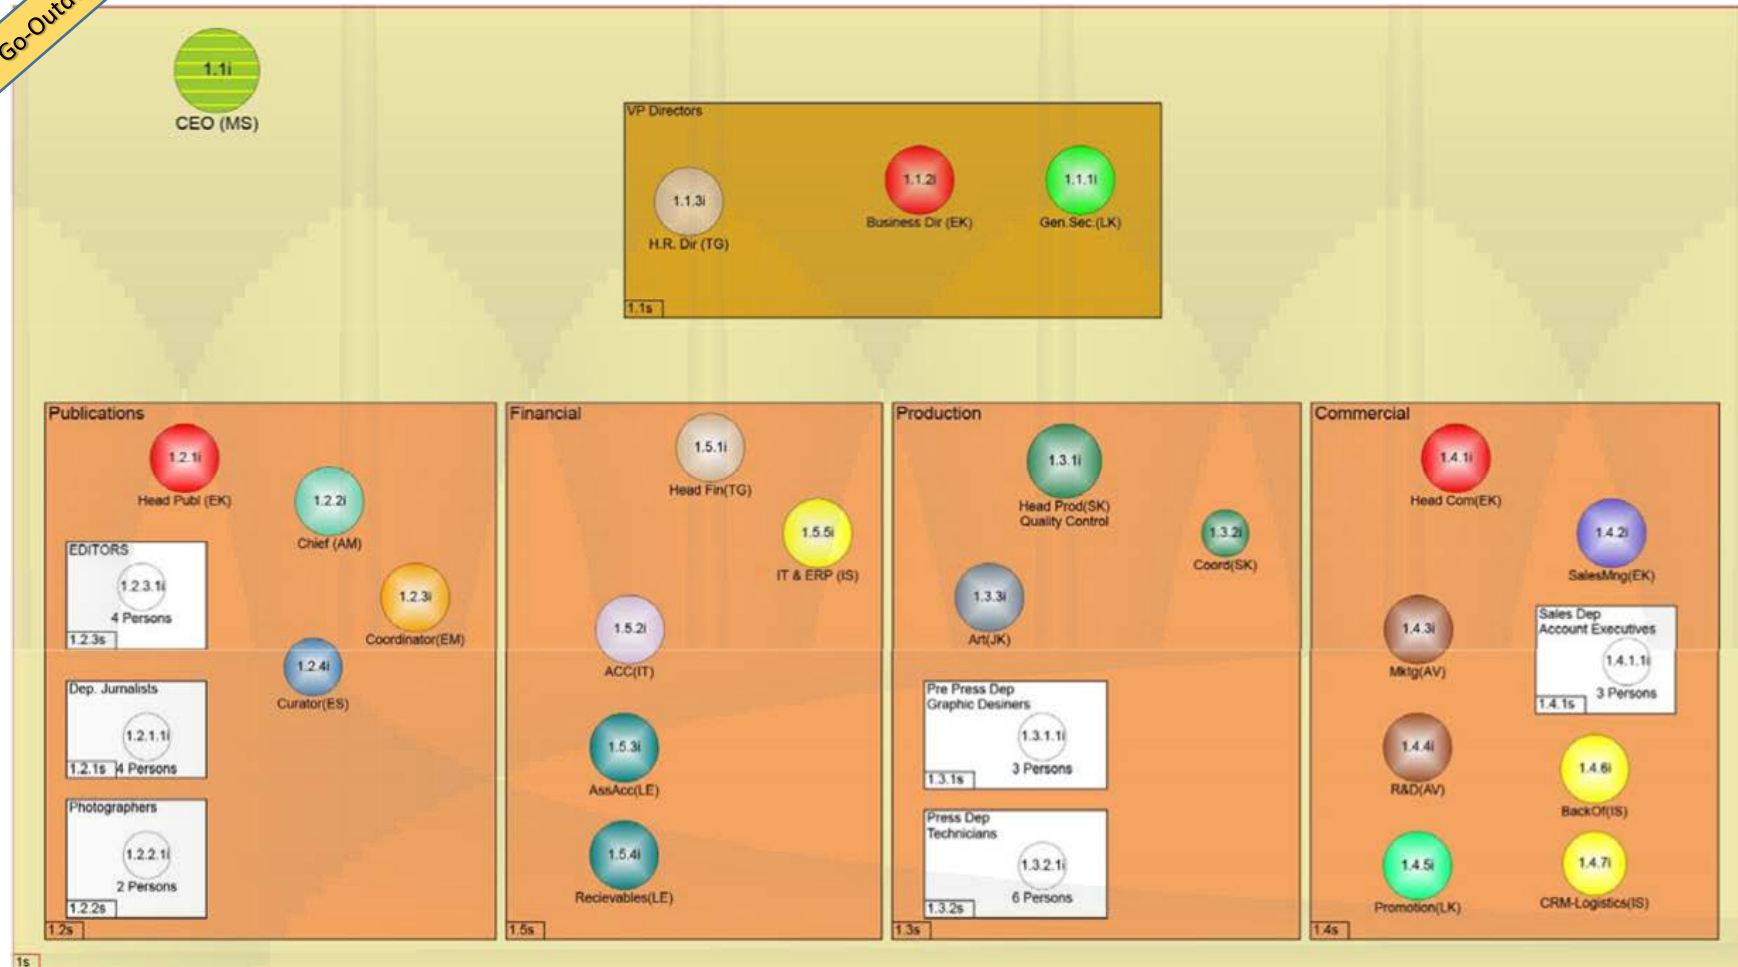 Go-Outd
1.1i
CEO (MS)
VP Directors
1.1.3i
H.R. Dir (TG)
1.1.2i
Business Dir (EK)
1.1.1i
Gen.Sec.(LK)
1.1s
Publications
1.2.1i
Head Publ (EK)
1.2.2i
Chief (AM)
EDITORS
1.2.3.1i
4 Persons
1.2.3s
1.2.3i
Coordinator(EM)
1.2.4i
Curator(ES)
Dep. Jurnalists
1.2.1.1i
1.2.1s 4 Persons
Photographers
1.2.2.1i
2 Persons
1.2.2s
1.2s
Financial
1.5.1i
Head Fin(TG)
1.5.5i
IT & ERP (IS)
1.5.2i
ACC(IT)
1.5.3i
AssAcc(LE)
1.5.4i
Recievables(LE)
1.5s
Production
1.3.1i
Head Prod(SK)
Quality Control
1.3.2i
Coord(SK)
1.3.3i
Art(JK)
Pre Press Dep
Graphic Desiners
1.3.1.1i
3 Persons
1.3.1s
Press Dep
Technicians
1.3.2.1i
6 Persons
1.3.2s
1.3s
Commercial
1.4.1i
Head Com(EK)
1.4.2i
SalesMng(EK)
1.4.3i
Mktg(AV)
Sales Dep
Account Executives
1.4.1.1i
3 Persons
1.4.1s
1.4.4i
R&D(AV)
1.4.6i
BackOf(IS)
1.4.5i
Promotion(LK)
1.4.7i
CRM-Logistics(IS)
1.4s
1s